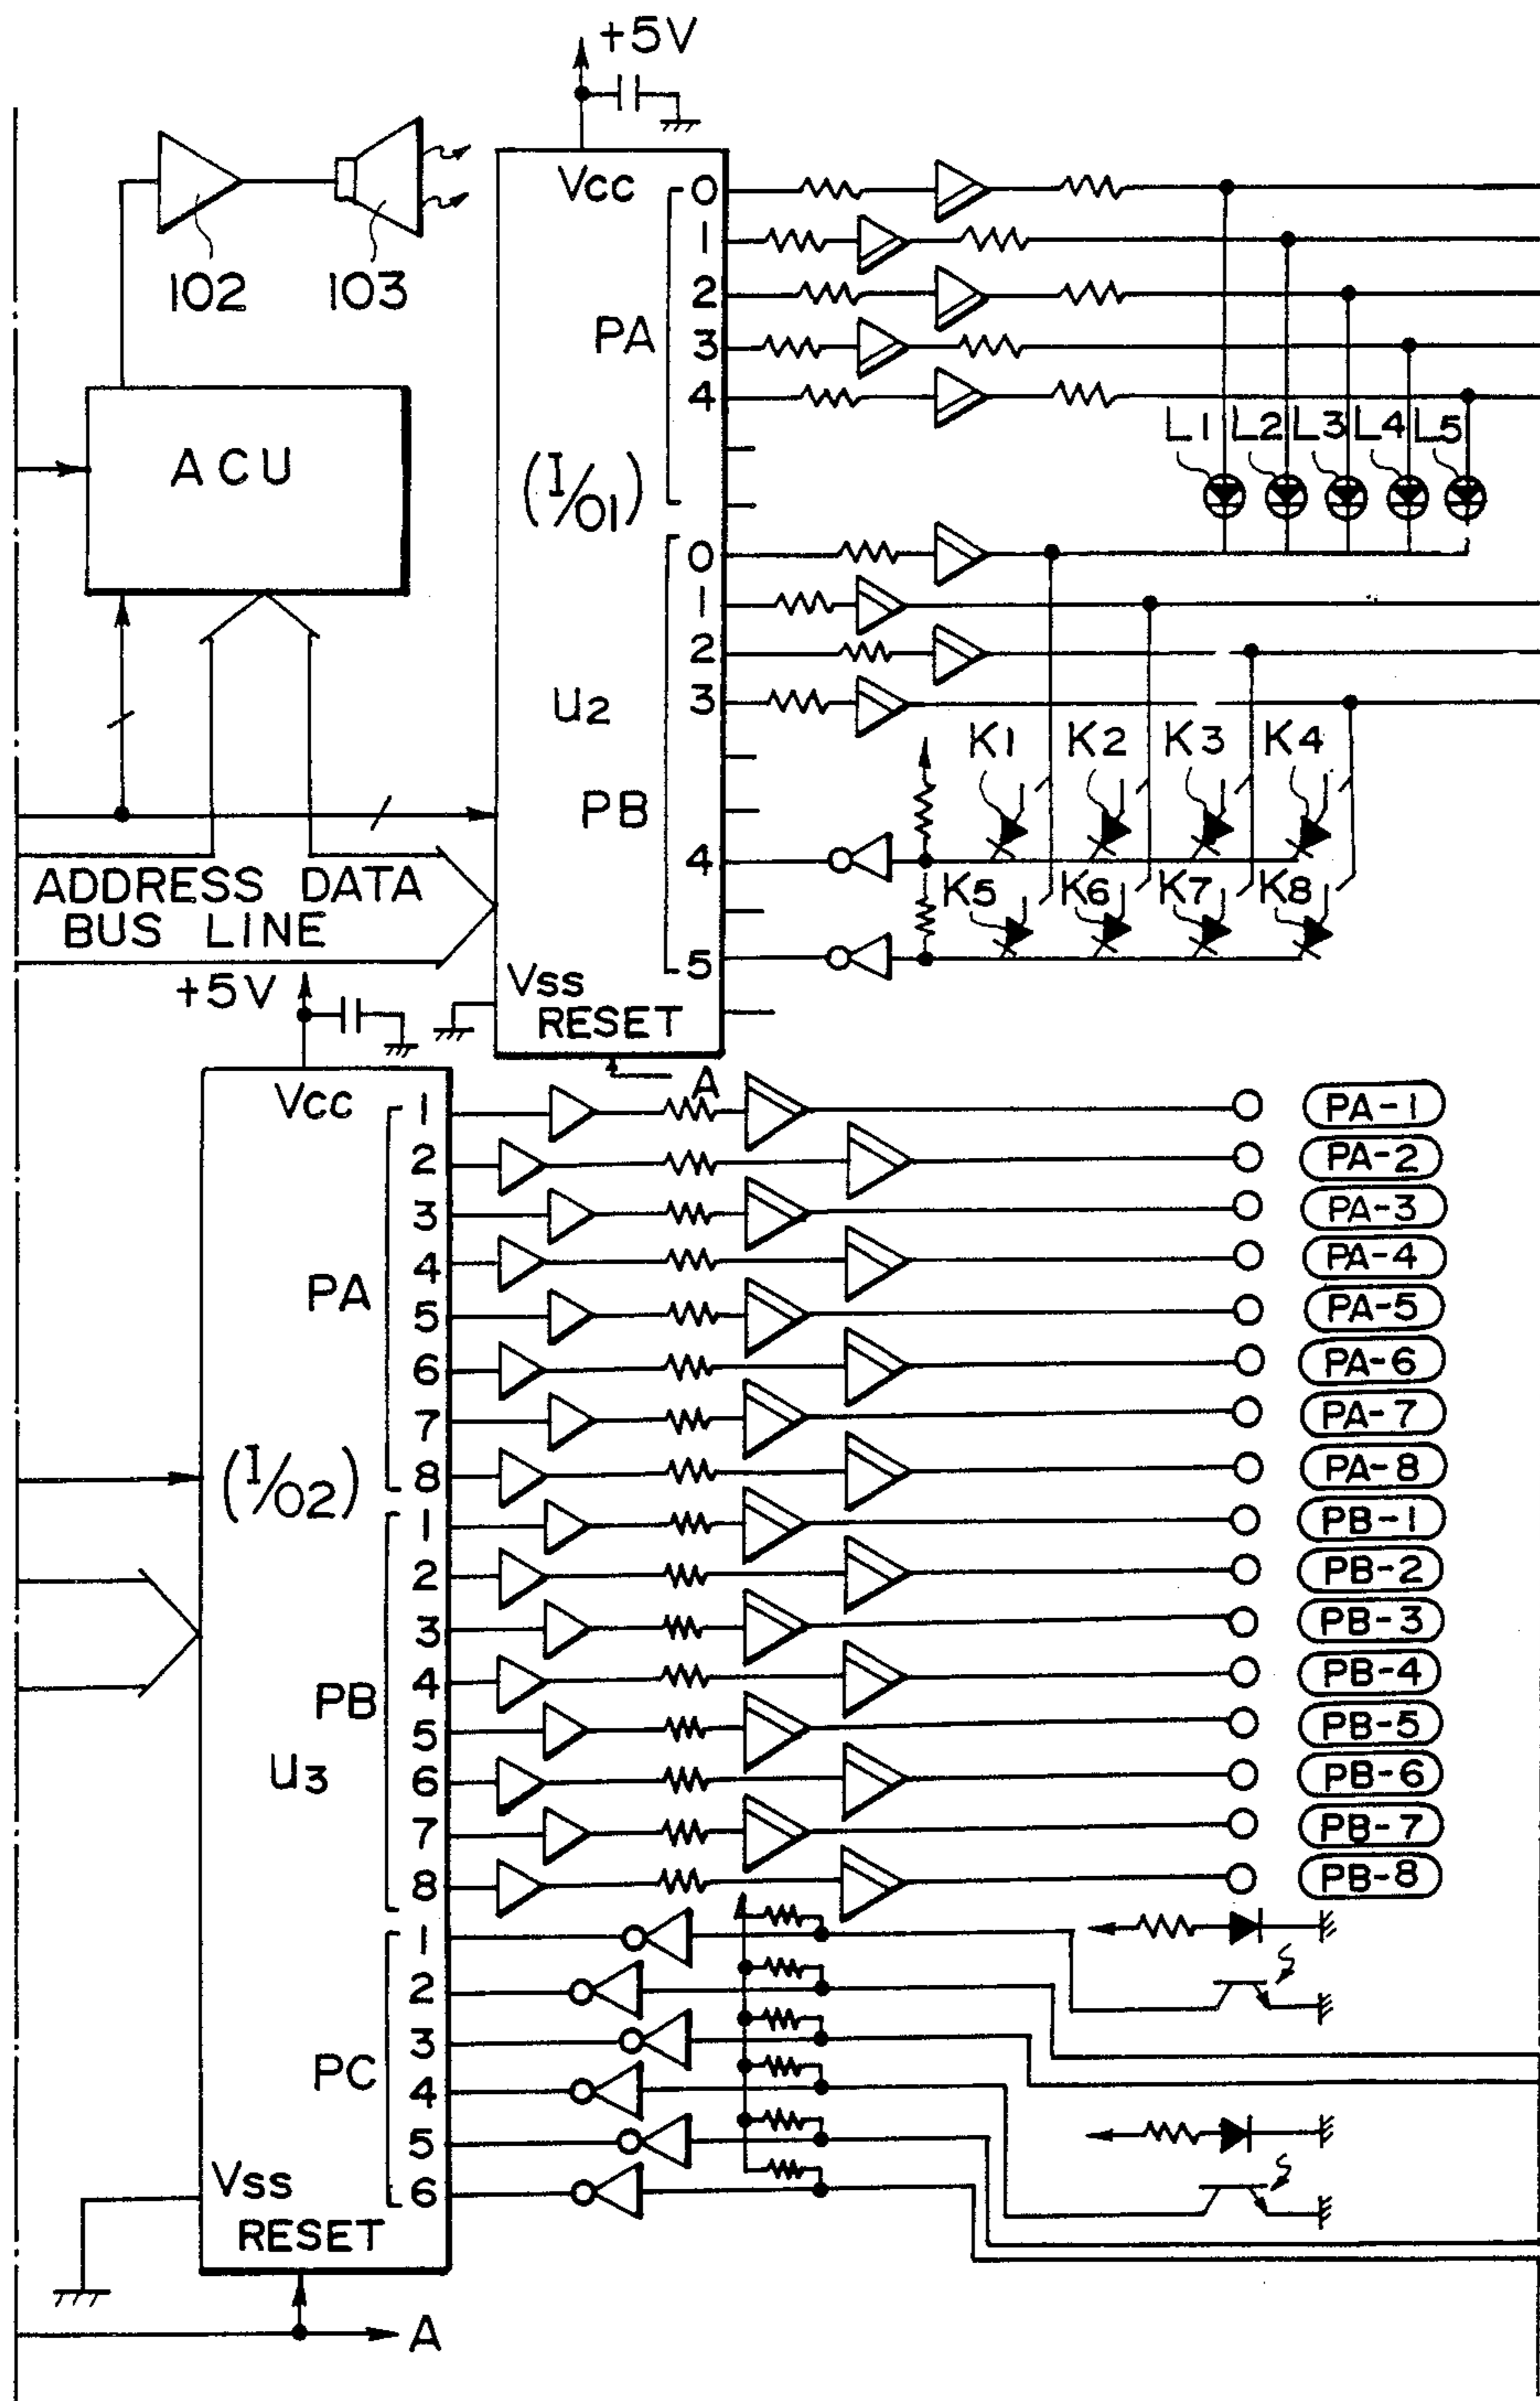 +5V
102
103
Vcc
0
1
2
PA
3
4
L1 L2 L3 L4 L5
ACU
(I/O1)
0
1
2
U2
3
K1 K2 K3 K4
PB
4
ADDRESS DATA
BUS LINE
K5 K6 K7 K8
5
Vss
RESET
A
+5V
Vcc
1 PA-1
2 PA-2
3 PA-3
4 PA-4
PA
5 PA-5
6 PA-6
7 PA-7
8 PA-8
(I/O2)
1 PB-1
2 PB-2
3 PB-3
4 PB-4
PB
5 PB-5
U3
6 PB-6
7 PB-7
8 PB-8
1
2
3
PC
4
5
6
Vss
RESET
A